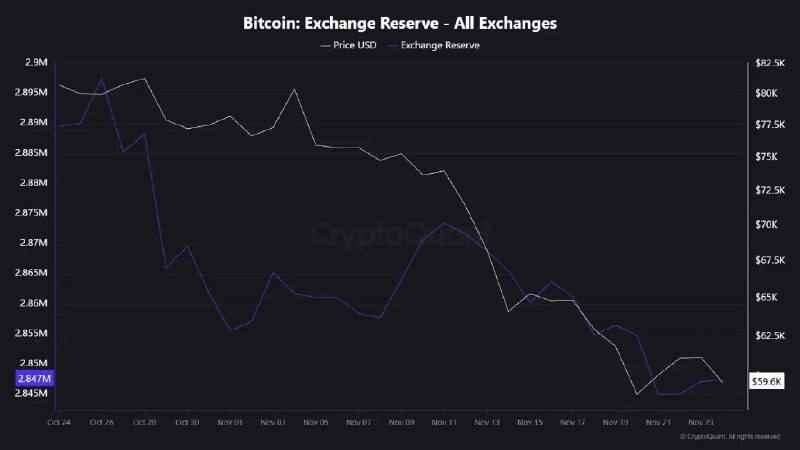 Bitcoin: Exchange Reserve - All Exchanges
Price USD Exchange Reserve
2.9M
2.895M
2.89M
2.885M
2.88M
2.875M
2.87M
2.865M
2.86M
2.855M
2.85M
2.847M
2.845M
$82.5K
$80K
$77.5K
$75K
$72.5K
$70K
$67.5K
$65K
$62.5K
$59.6K
CryptoQuant
Oct 24 Oct 26 Oct 28 Oct 30 Nov 01 Nov 03 Nov 05 Nov 07 Nov 09 Nov 11 Nov 13 Nov 15 Nov 17 Nov 19 Nov 21 Nov 23
© CryptoQuant. All rights reserved